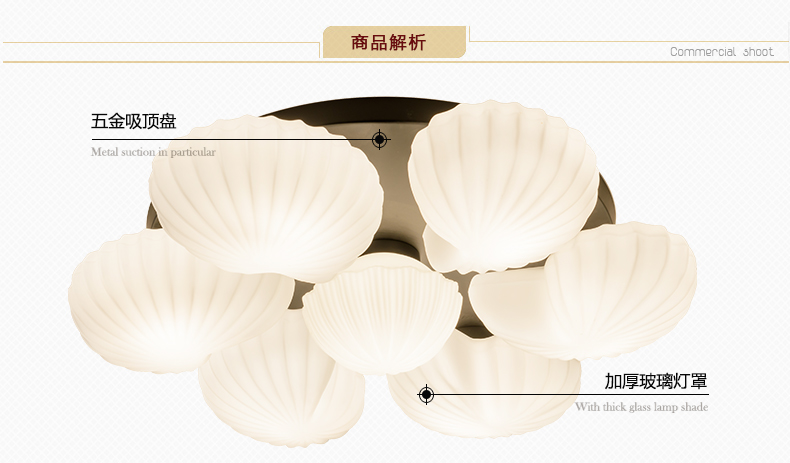 商品解析
Commercial shoot
五金吸顶盘
Metal suction in particular
加厚玻璃灯罩
With thick glass lamp shade